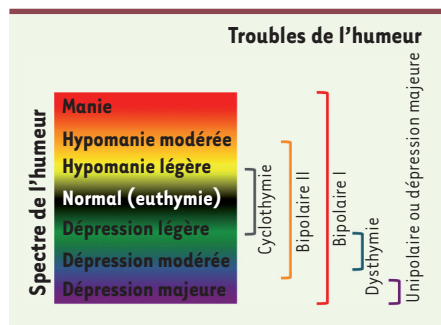 Troubles de l'humeur
Spectre de l'humeur
Manie
Hypomanie modérée
Hypomanie légère
Normal (euthymie)
Dépression légère
Dépression modérée
Dépression majeure
Cyclothymie
Bipolaire II
Bipolaire I
Dysthymie
Unipolaire ou dépression majeure